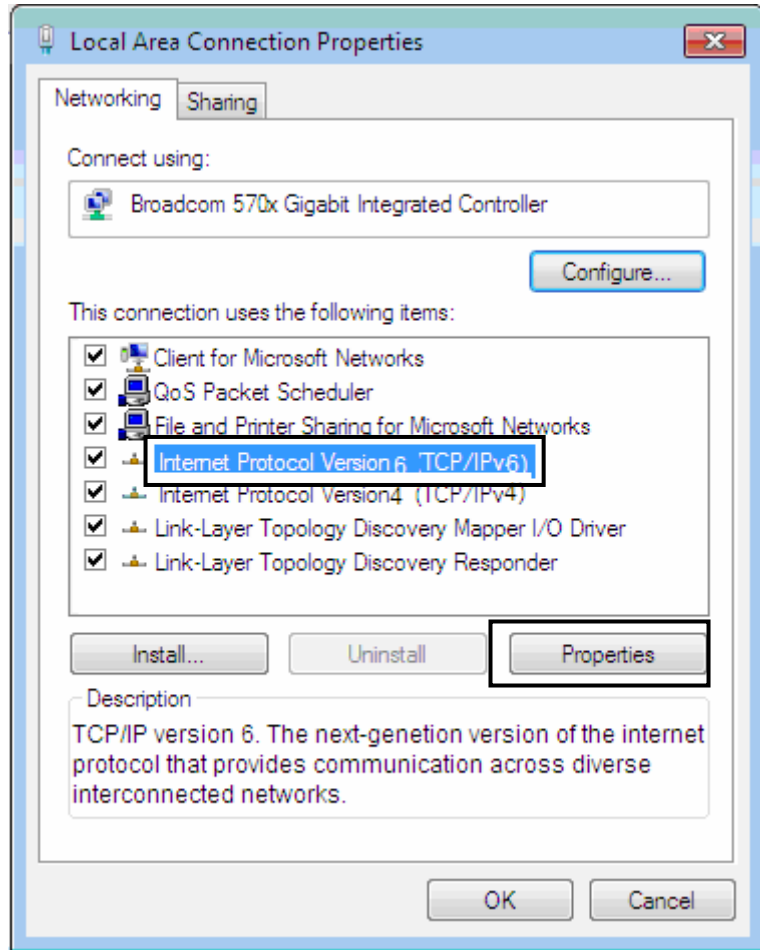 Local Area Connection Properties
Networking
Sharing
Connect using:
Broadcom 570x Gigabit Integrated Controller
Configure...
This connection uses the following items:
Client for Microsoft Networks
QoS Packet Scheduler
File and Printer Sharing for Microsoft Networks
Internet Protocol Version 6 (TCP/IPv6)
Internet Protocol Version4 (TCP/IPv4)
Link-Layer Topology Discovery Mapper I/O Driver
Link-Layer Topology Discovery Responder
Install...
Uninstall
Properties
Description
TCP/IP version 6. The next-genetion version of the internet
protocol that provides communication across diverse
interconnected networks.
OK
Cancel